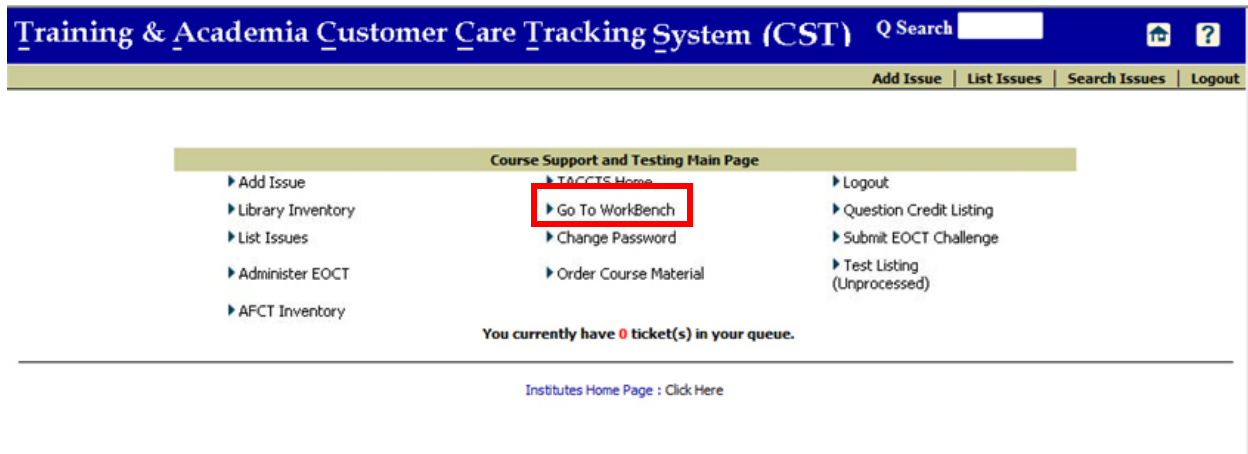 Training & Academia Customer Care Tracking System (CST) Q Search
Add Issue | List Issues | Search Issues | Logout
Course Support and Testing Main Page
Add Issue TACCTS Home Logout
Library Inventory Go To WorkBench Question Credit Listing
List Issues Change Password Submit EOCT Challenge
Administer EOCT Order Course Material Test Listing
(Unprocessed)
AFCT Inventory
You currently have 0 ticket(s) in your queue.
Institutes Home Page : Click Here